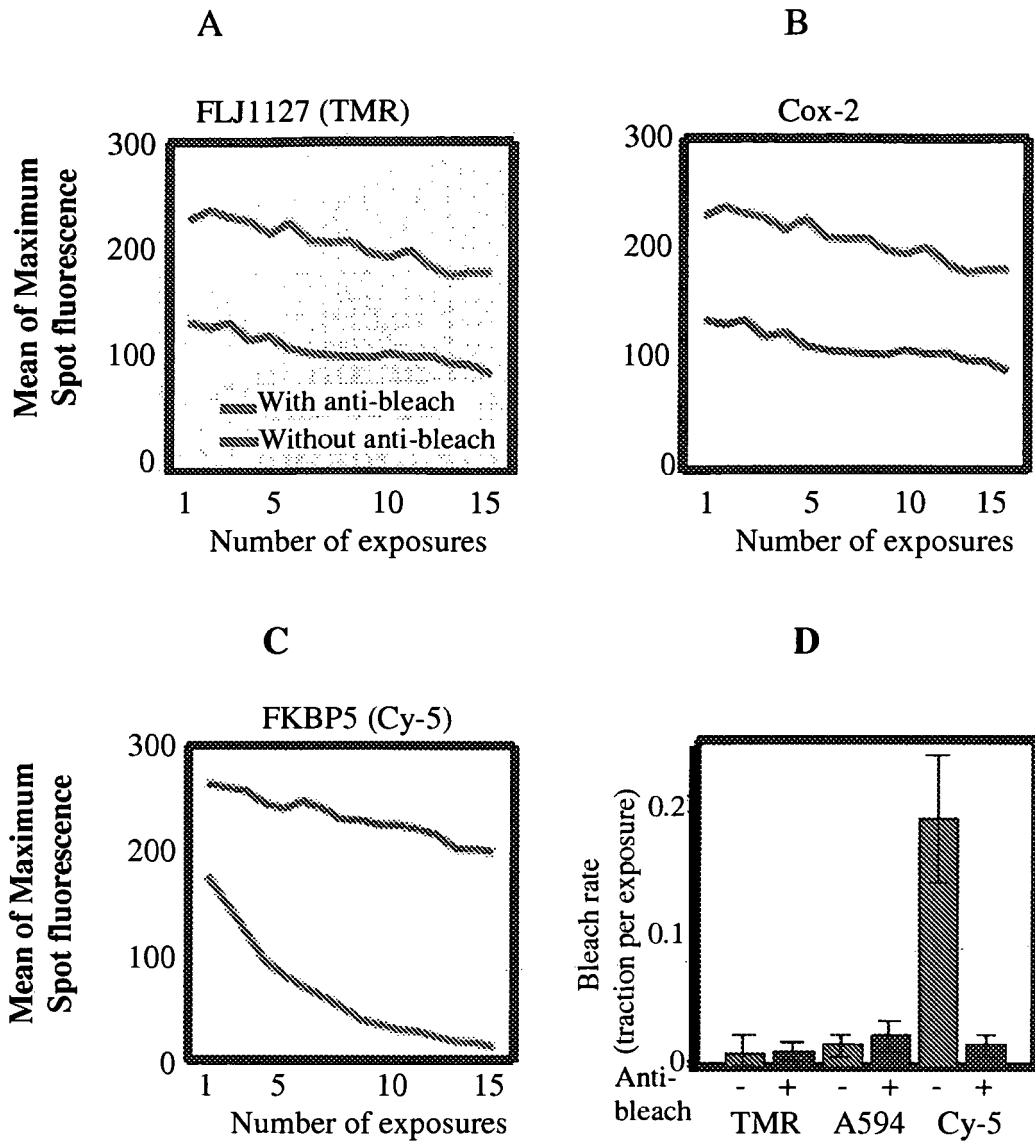 A
FLJ1127 (TMR)
Mean of Maximum
Spot fluorescence
300
200
100
0
With anti-bleach
Without anti-bleach
1 5 10 15
Number of exposures
B
Cox-2
300
200
100
0
1 5 10 15
Number of exposures
C
FKBP5 (Cy-5)
Mean of Maximum
Spot fluorescence
300
200
100
0
1 5 10 15
Number of exposures
D
Bleach rate
(traction per exposure)
0.2
0.1
0
Anti-
bleach
- + - + - +
TMR A594 Cy-5